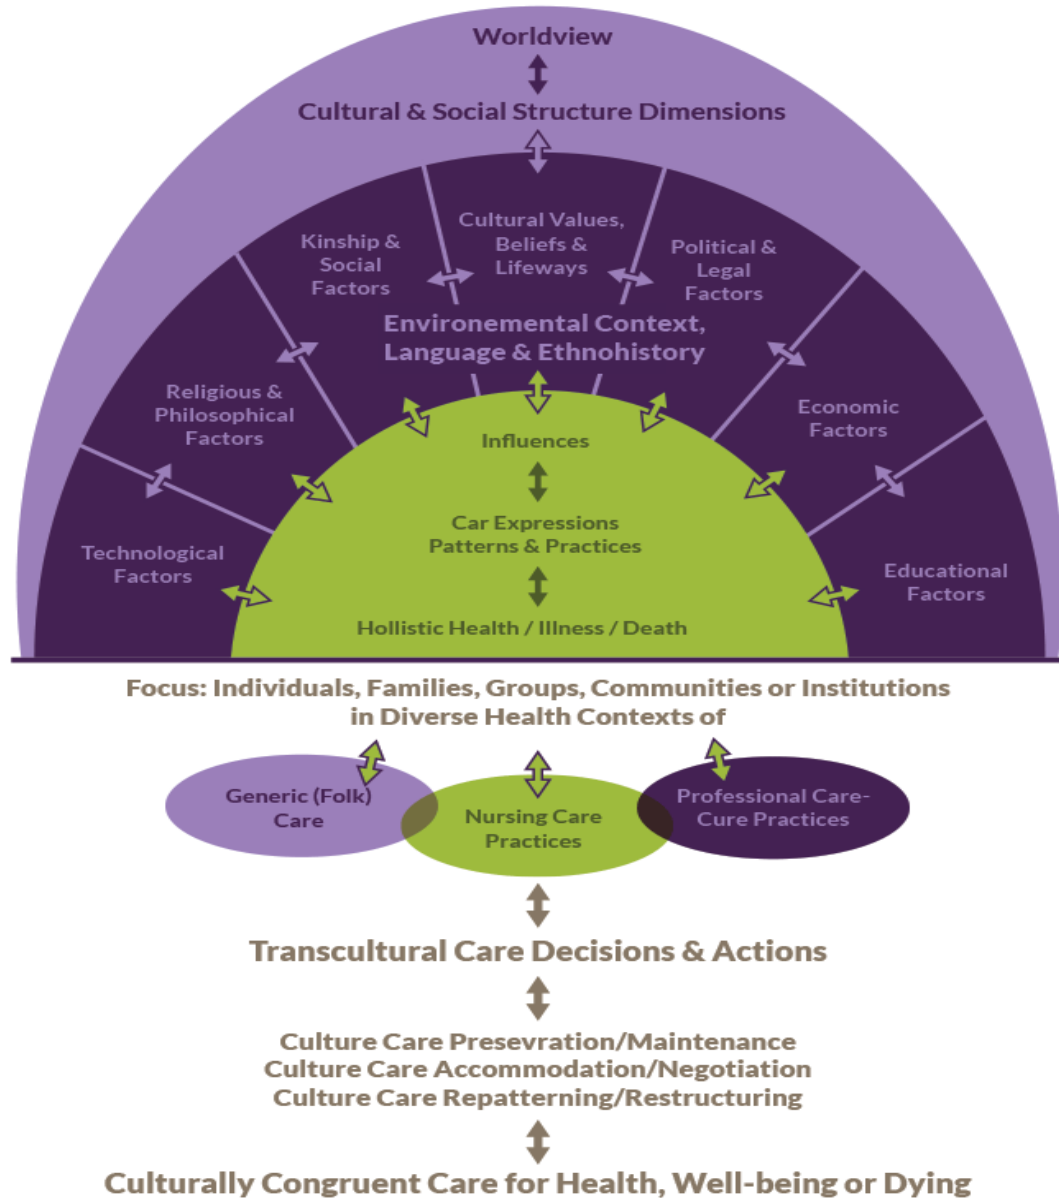 Worldview
Cultural & Social Structure Dimensions
Cultural Values,
Beliefs &
Lifeways
Kinship &
Social
Factors
Political &
Legal
Factors
Environemental Context,
Language & Ethnohistory
Religious &
Philosophical
Factors
Economic
Factors
Technological
Factors
Educational
Factors
Influences
Car Expressions
Patterns & Practices
Hollistic Health / Illness / Death
Focus: Individuals, Families, Groups, Communities or Institutions
in Diverse Health Contexts of
Generic (Folk)
Care
Nursing Care
Practices
Professional Care-
Cure Practices
Transcultural Care Decisions & Actions
Culture Care Presevration/Maintenance
Culture Care Accommodation/Negotiation
Culture Care Repatterning/Restructuring
Culturally Congruent Care for Health, Well-being or Dying